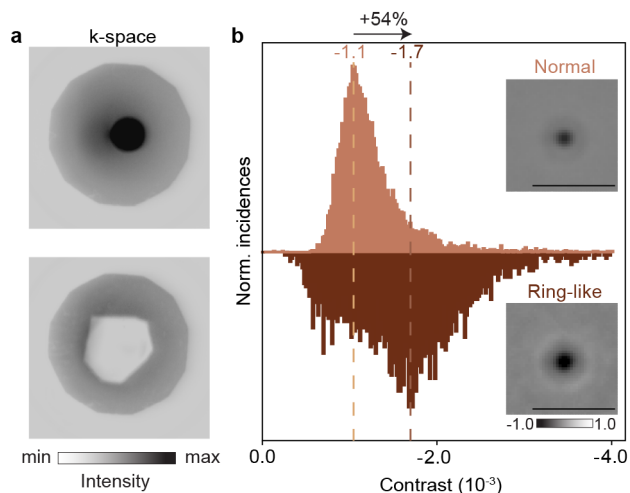 a
k-space
min
max
Intensity
b
+54%
-1.1
-1.7
Normal
Norm. incidences
Ring-like
-1.0
1.0
0.0
-2.0
-4.0
Contrast (10⁻³)